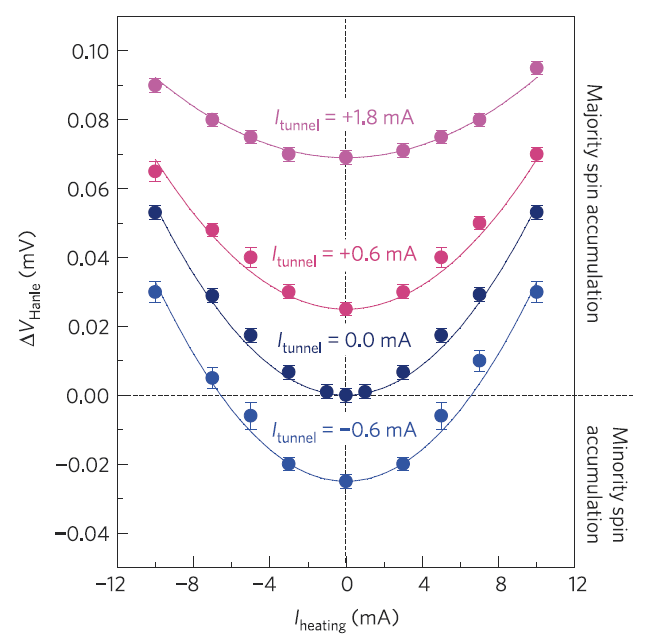 0.10
0.08
0.06
0.04
0.02
0.00
−0.02
−0.04
ΔV_Hanle (mV)
I_tunnel = +1.8 mA
I_tunnel = +0.6 mA
I_tunnel = 0.0 mA
I_tunnel = −0.6 mA
Majority spin accumulation
Minority spin
accumulation
−12 −8 −4 0 4 8 12
I_heating (mA)